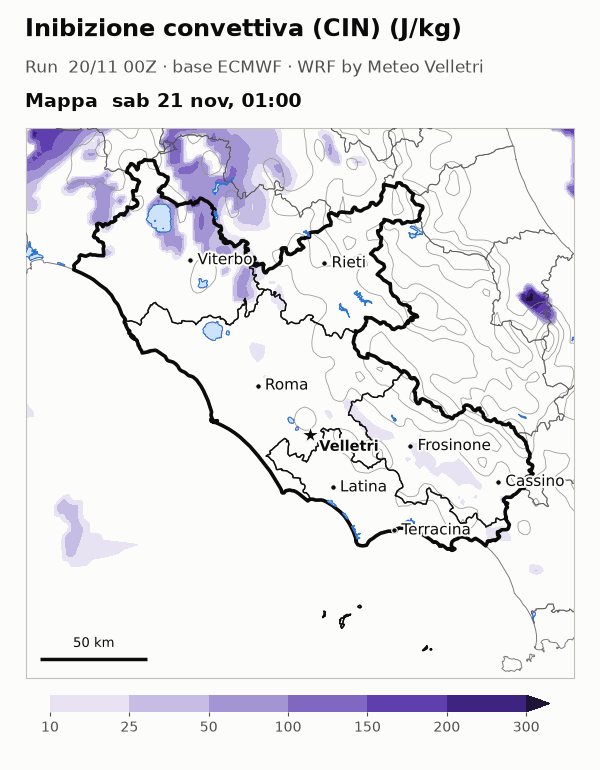 Inibizione convettiva (CIN) (J/kg)
Run  20/11 00Z · base ECMWF · WRF by Meteo Velletri
Mappa  sab 21 nov, 01:00
Viterbo
Rieti
Roma
Velletri
Frosinone
Latina
Cassino
Terracina
50 km
10 25 50 100 150 200 300